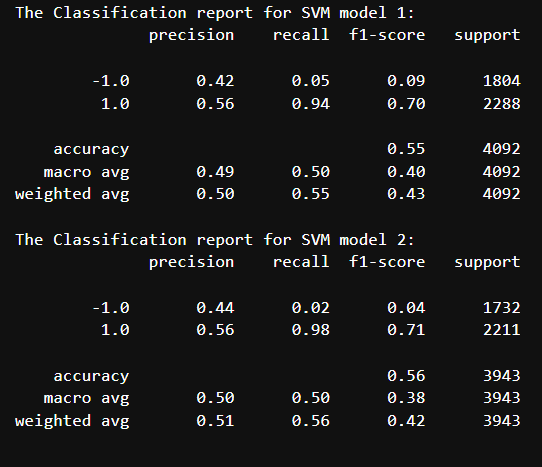 The Classification report for SVM model 1:
precision recall f1-score support
-1.0 0.42 0.05 0.09 1804
1.0 0.56 0.94 0.70 2288
accuracy 0.55 4092
macro avg 0.49 0.50 0.40 4092
weighted avg 0.50 0.55 0.43 4092
The Classification report for SVM model 2:
precision recall f1-score support
-1.0 0.44 0.02 0.04 1732
1.0 0.56 0.98 0.71 2211
accuracy 0.56 3943
macro avg 0.50 0.50 0.38 3943
weighted avg 0.51 0.56 0.42 3943